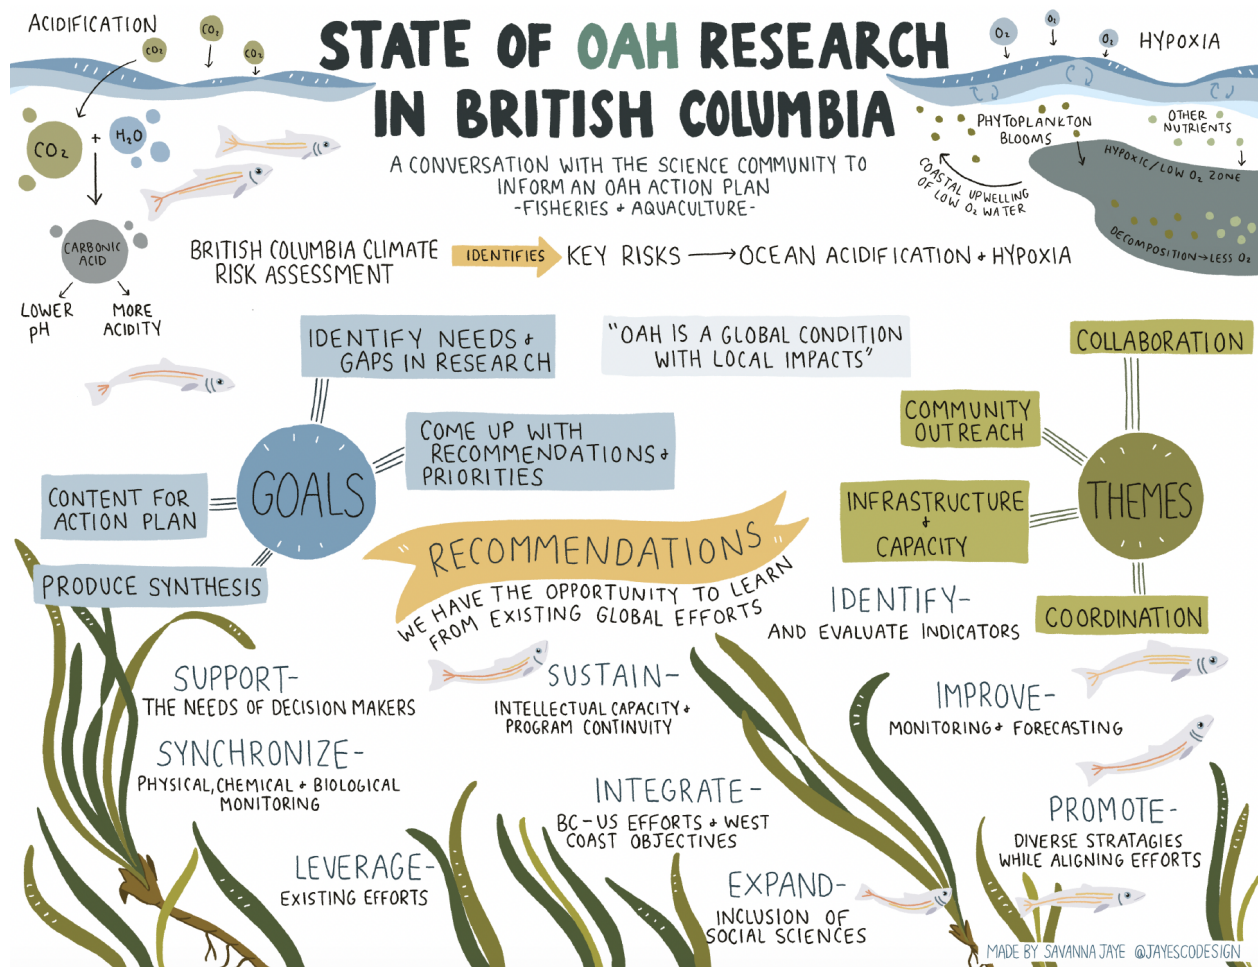 ACIDIFICATION
CO2
CO2
CO2
STATE OF OAH RESEARCH
IN BRITISH COLUMBIA
A CONVERSATION WITH THE SCIENCE COMMUNITY TO
INFORM AN OAH ACTION PLAN
-FISHERIES + AQUACULTURE-
O2
O2
O2
HYPOXIA
CO2
+
H2O
CARBONIC
ACID
LOWER
pH
MORE
ACIDITY
PHYTOPLANKTON
BLOOMS
OTHER
NUTRIENTS
COASTAL UPWELLING
OF LOW O2 WATER
HYPOXIC/LOW O2 ZONE
DECOMPOSITION→LESS O2
BRITISH COLUMBIA CLIMATE
RISK ASSESSMENT
IDENTIFIES
KEY RISKS → OCEAN ACIDIFICATION + HYPOXIA
IDENTIFY NEEDS +
GAPS IN RESEARCH
"OAH IS A GLOBAL CONDITION
WITH LOCAL IMPACTS"
COME UP WITH
RECOMMENDATIONS +
PRIORITIES
GOALS
CONTENT FOR
ACTION PLAN
PRODUCE SYNTHESIS
COLLABORATION
COMMUNITY
OUTREACH
INFRASTRUCTURE
+
CAPACITY
THEMES
COORDINATION
RECOMMENDATIONS
WE HAVE THE OPPORTUNITY TO LEARN
FROM EXISTING GLOBAL EFFORTS
IDENTIFY-
AND EVALUATE INDICATORS
SUPPORT-
THE NEEDS OF DECISION MAKERS
SUSTAIN-
INTELLECTUAL CAPACITY +
PROGRAM CONTINUITY
IMPROVE-
MONITORING + FORECASTING
SYNCHRONIZE-
PHYSICAL, CHEMICAL + BIOLOGICAL
MONITORING
INTEGRATE-
BC-US EFFORTS + WEST
COAST OBJECTIVES
PROMOTE-
DIVERSE STRATAGIES
WHILE ALIGNING EFFORTS
LEVERAGE-
EXISTING EFFORTS
EXPAND-
INCLUSION OF
SOCIAL SCIENCES
MADE BY SAVANNA JAYE @JAYESCODESIGN